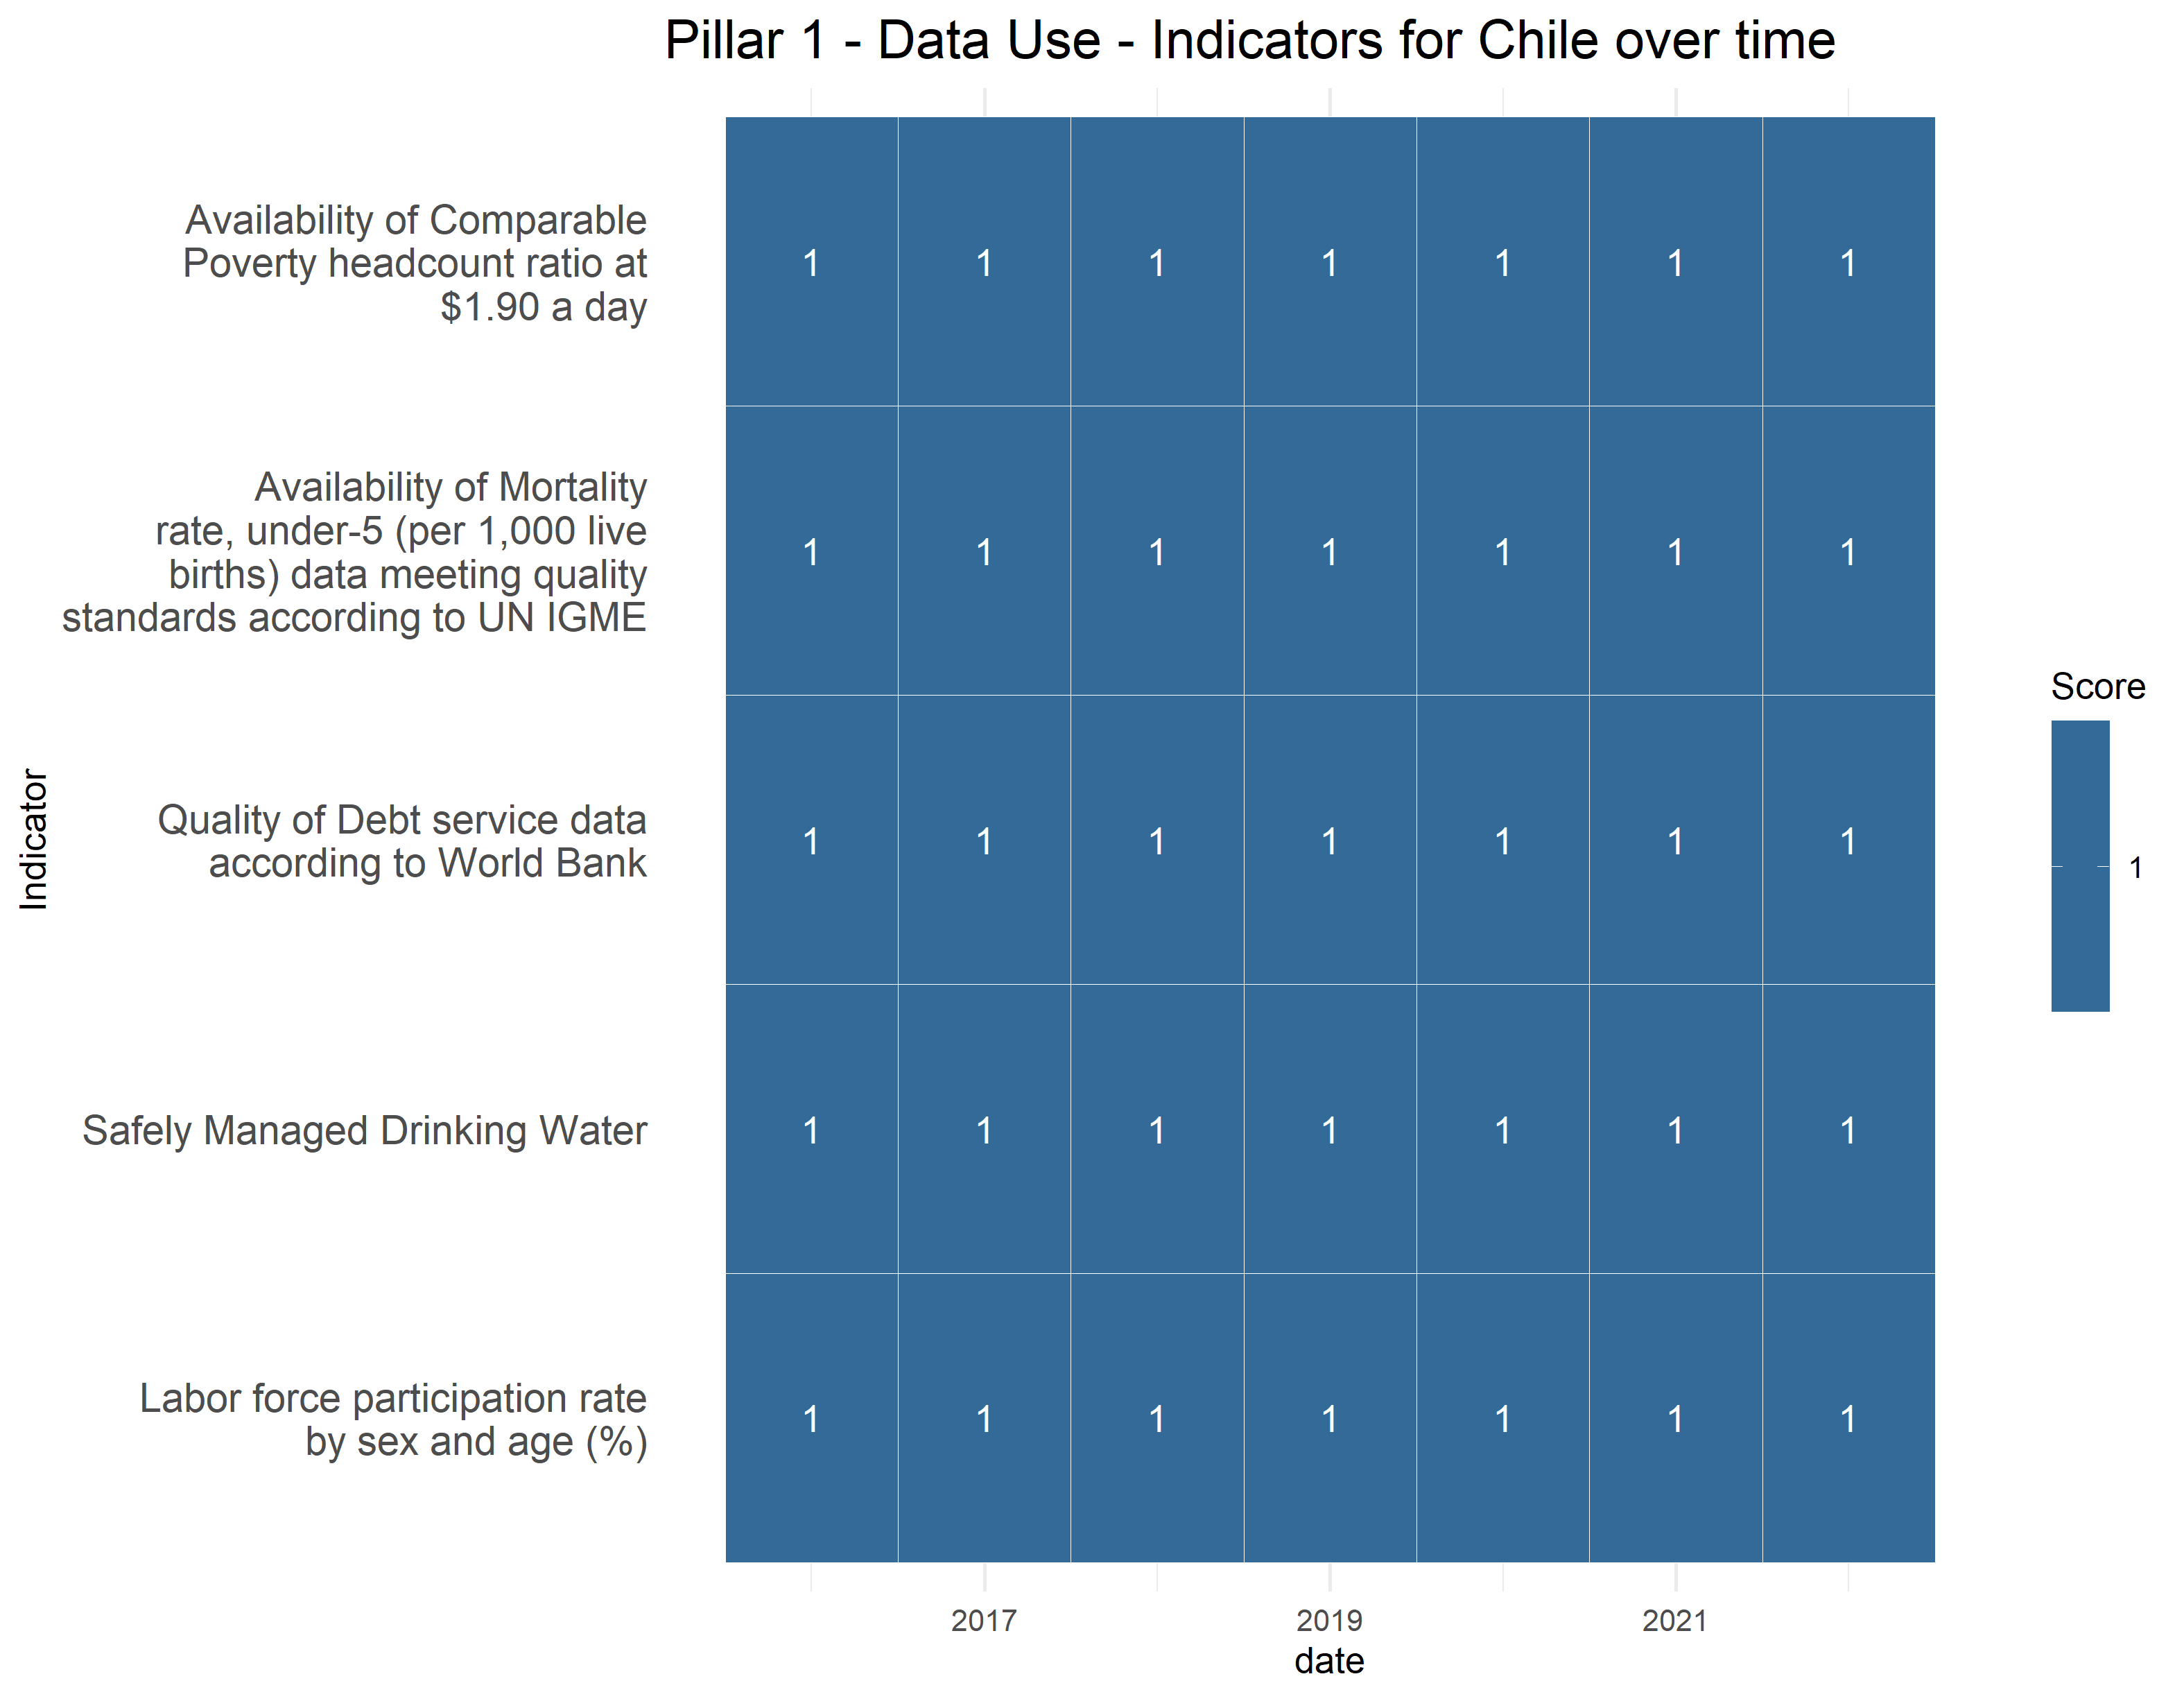 Pillar 1 - Data Use - Indicators for Chile over time
Availability of Comparable
Poverty headcount ratio at
$1.90 a day
1 1 1 1 1 1 1
Availability of Mortality
rate, under-5 (per 1,000 live
births) data meeting quality
standards according to UN IGME
1 1 1 1 1 1 1
Quality of Debt service data
according to World Bank
1 1 1 1 1 1 1
Safely Managed Drinking Water
1 1 1 1 1 1 1
Labor force participation rate
by sex and age (%)
1 1 1 1 1 1 1
Indicator
2017 2019 2021
date
Score
1